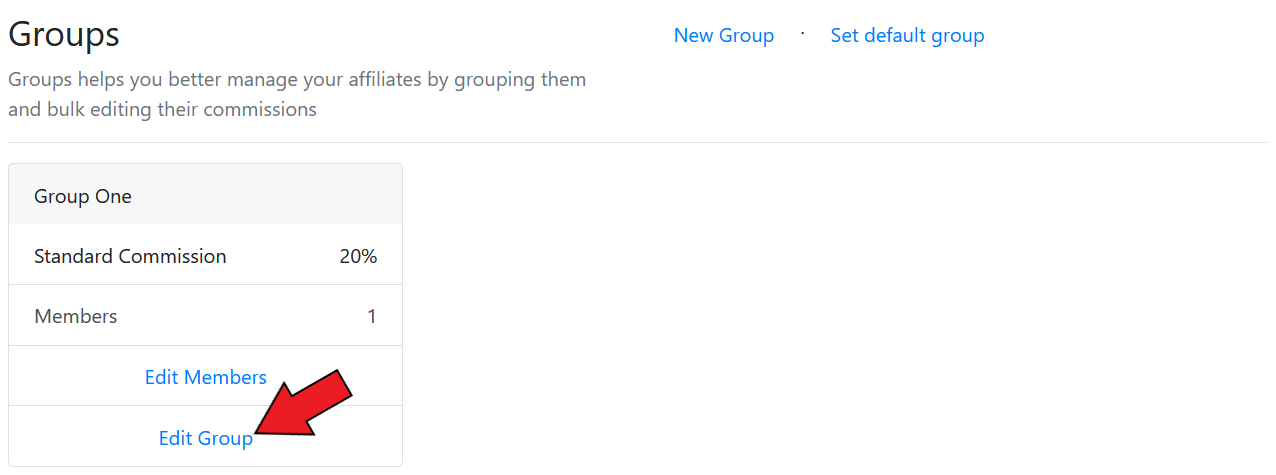 Groups
New Group · Set default group
Groups helps you better manage your affiliates by grouping them
and bulk editing their commissions
Group One
Standard Commission 20%
Members 1
Edit Members
Edit Group